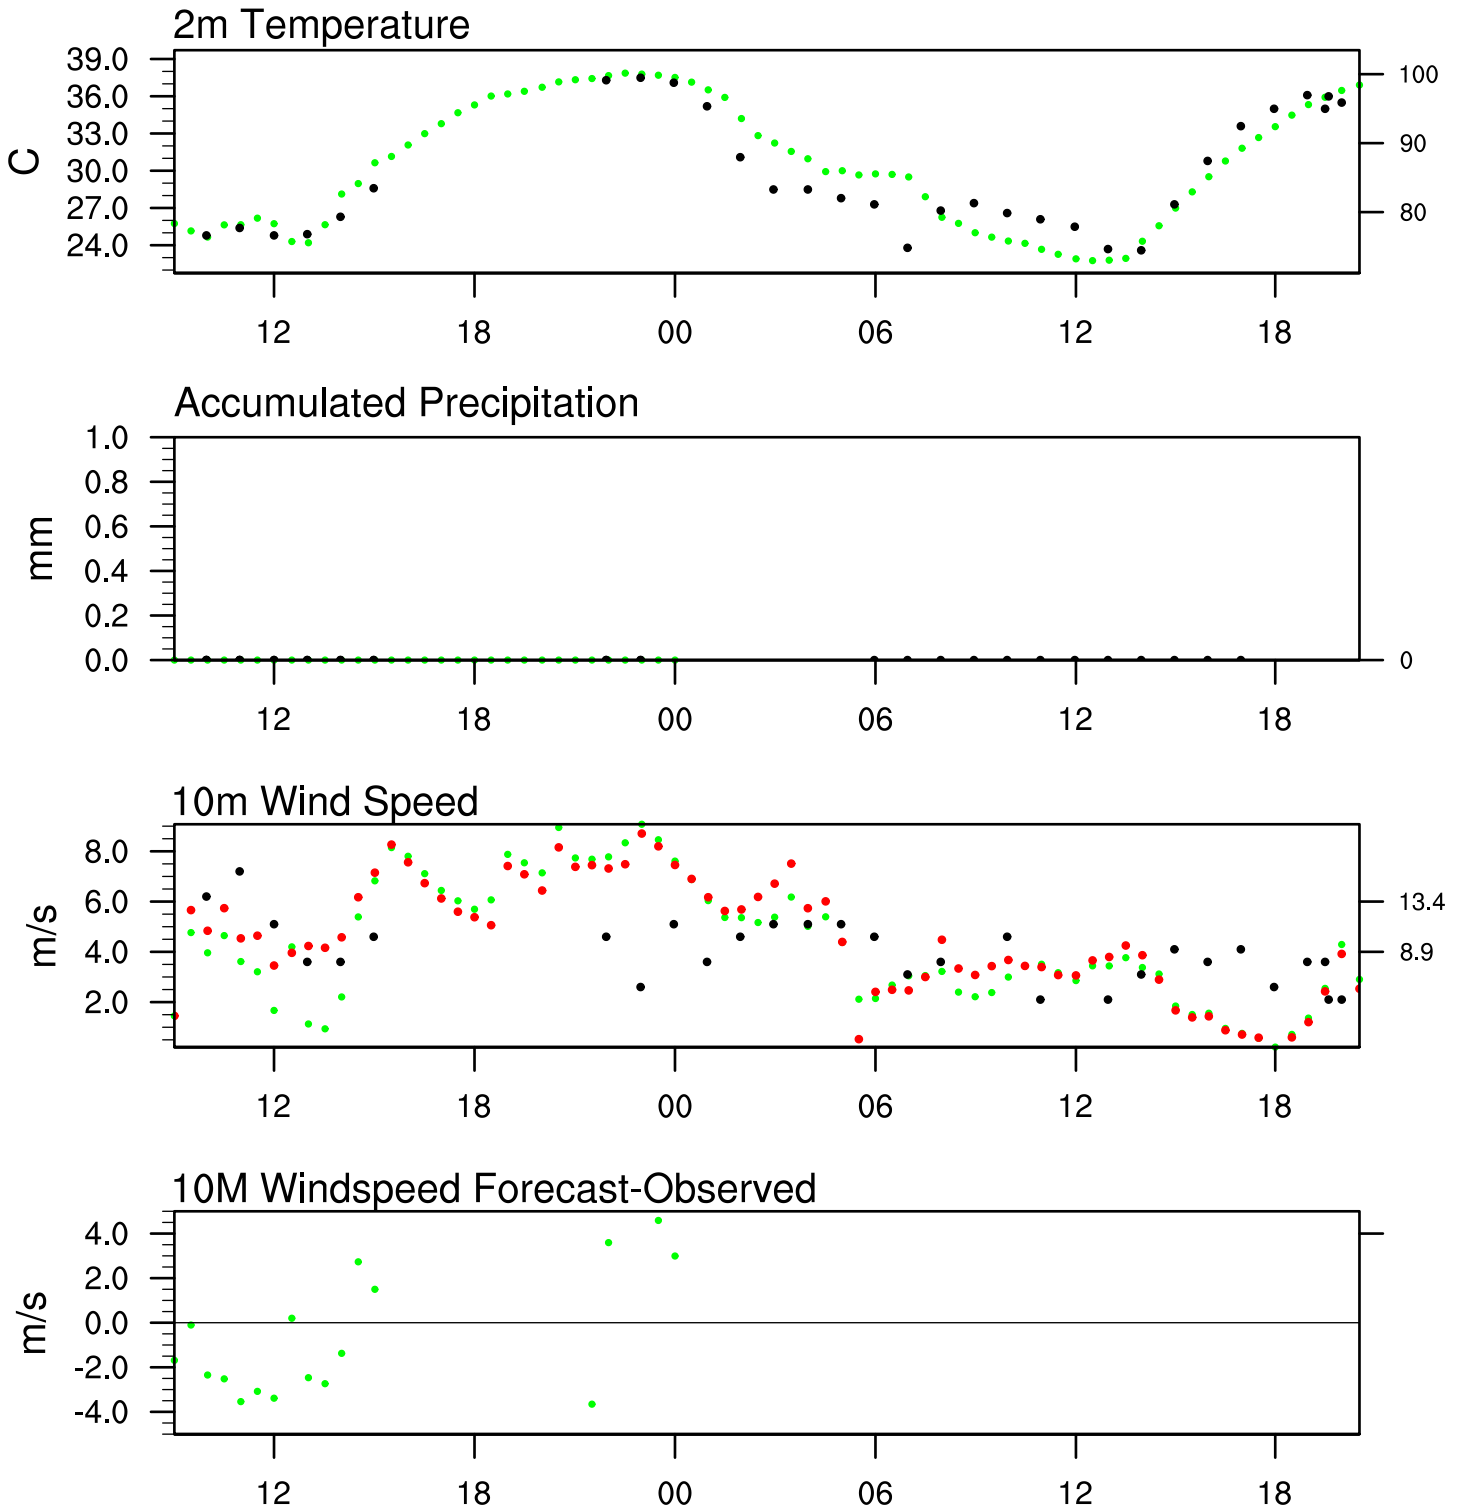 2m Temperature
39.0
36.0
33.0
30.0
27.0
24.0
C
100
90
80
12 18 00 06 12 18
Accumulated Precipitation
1.0
0.8
0.6
0.4
0.2
0.0
mm
0
12 18 00 06 12 18
10m Wind Speed
8.0
6.0
4.0
2.0
m/s
13.4
8.9
12 18 00 06 12 18
10M Windspeed Forecast-Observed
4.0
2.0
0.0
-2.0
-4.0
m/s
12 18 00 06 12 18